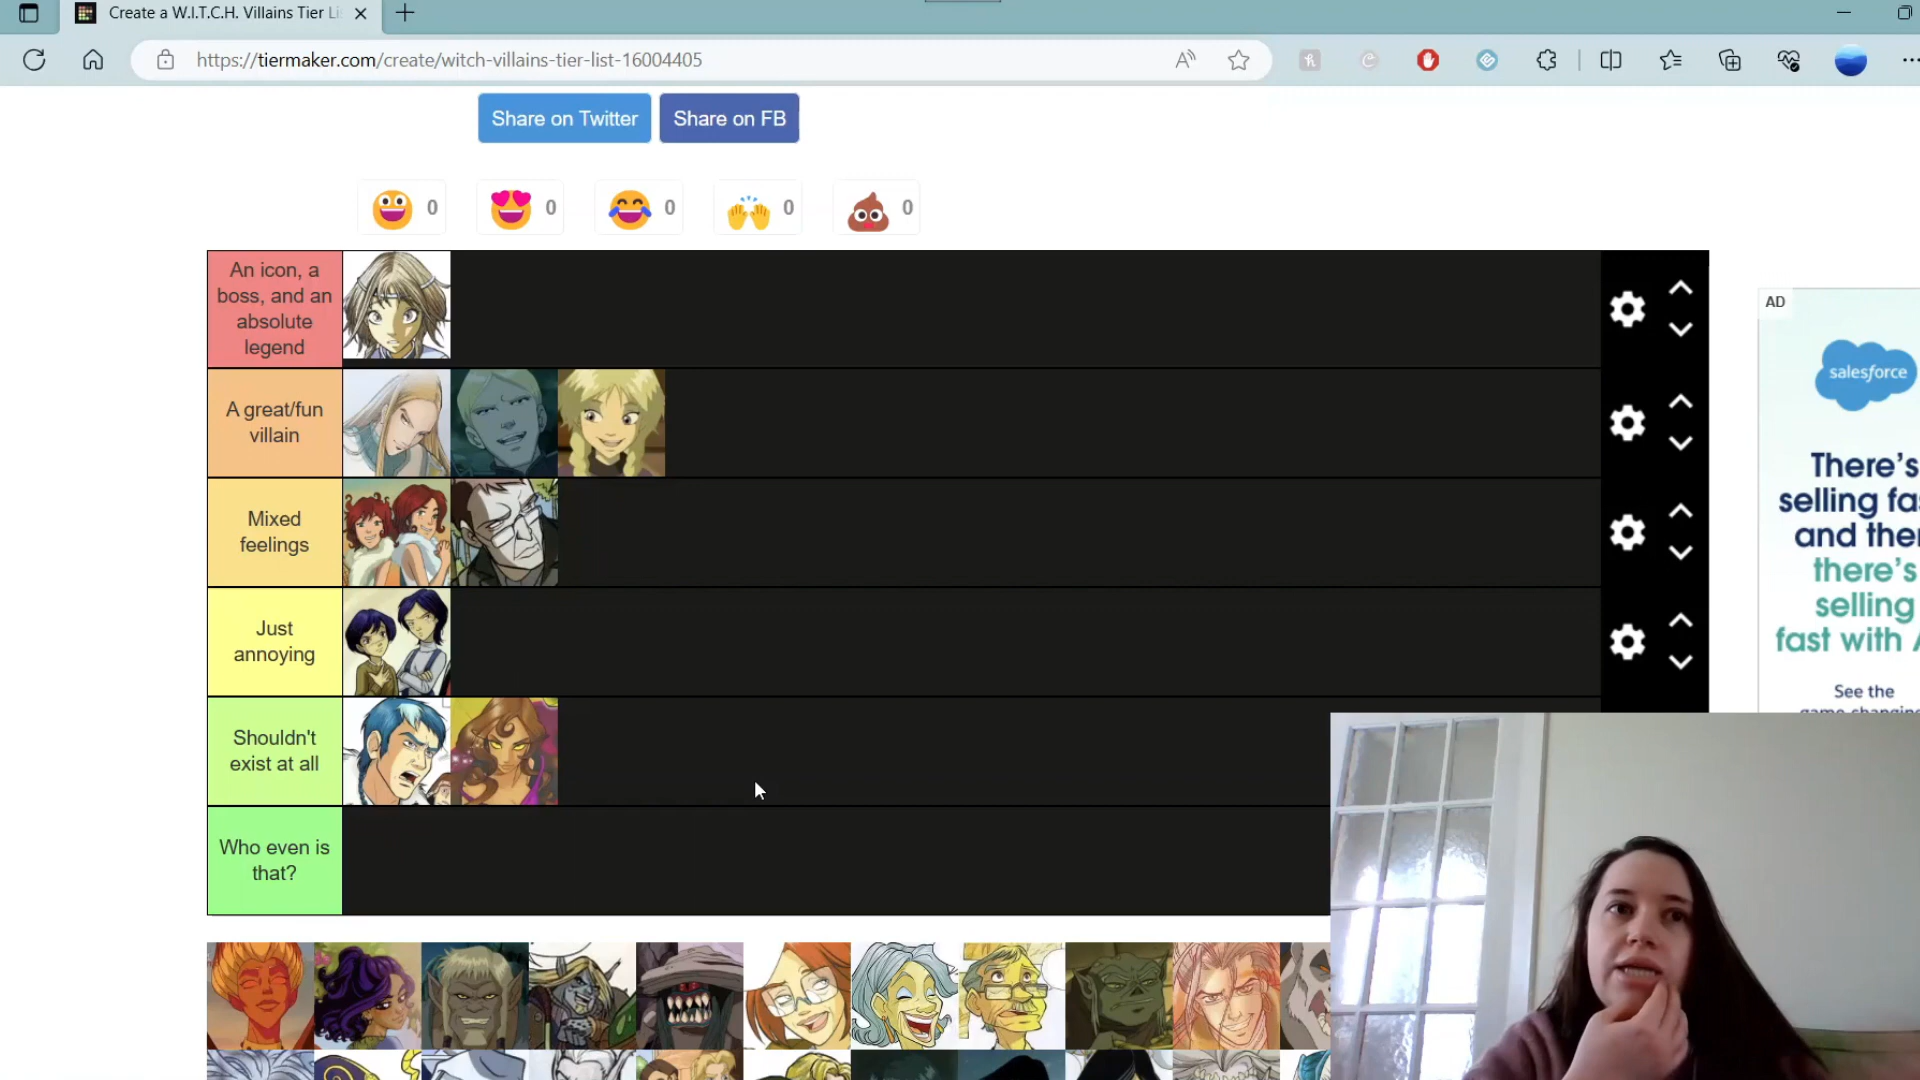 Create a W.I.T.C.H. Villains Tier Li
https://tiermaker.com/create/witch-villains-tier-list-16004405
Share on Twitter
Share on FB
0
0
0
0
0
An icon, a
boss, and an
absolute
legend
A great/fun
villain
Mixed
feelings
Just
annoying
Shouldn't
exist at all
Who even is
that?
AD
salesforce
There's
selling fas
and ther
there's
selling
fast with A
See the